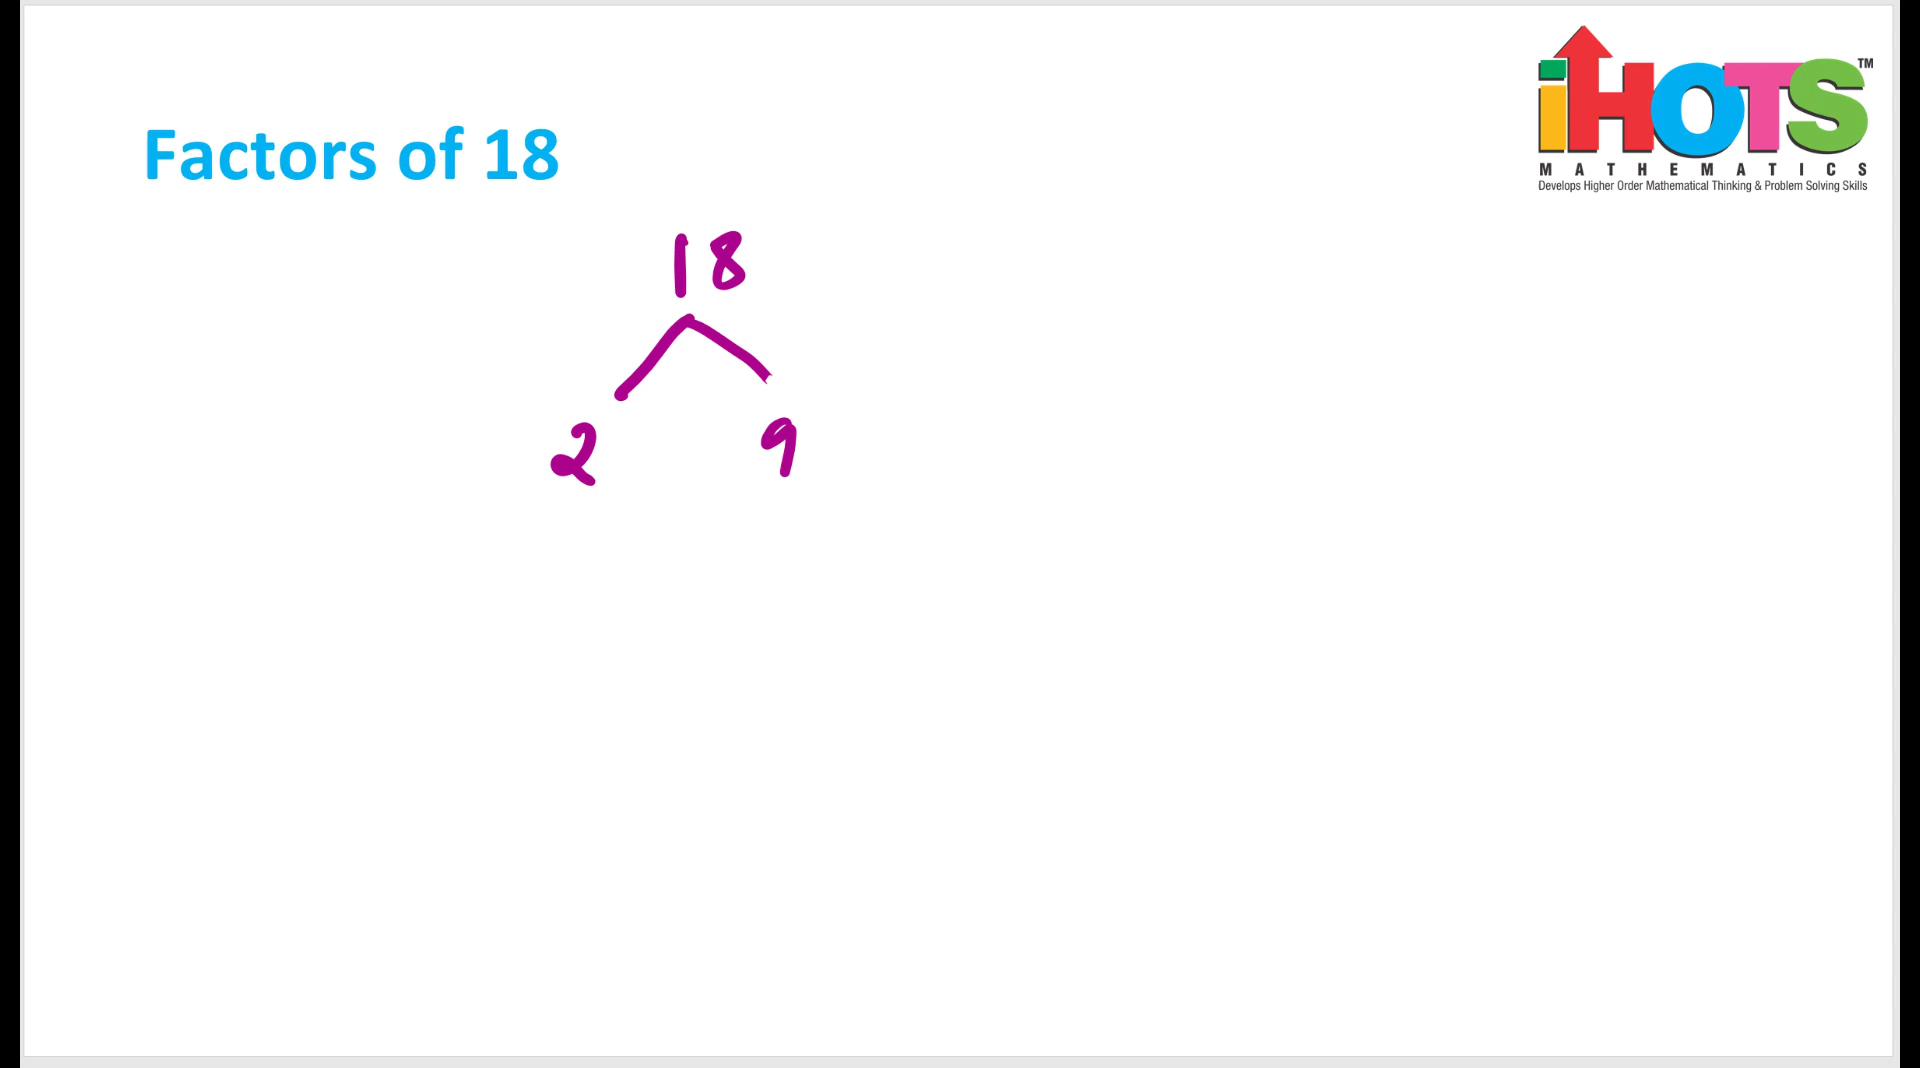 iHOTS™
MATHEMATICS
Develops Higher Order Mathematical Thinking & Problem Solving Skills
Factors of 18
18
2 9